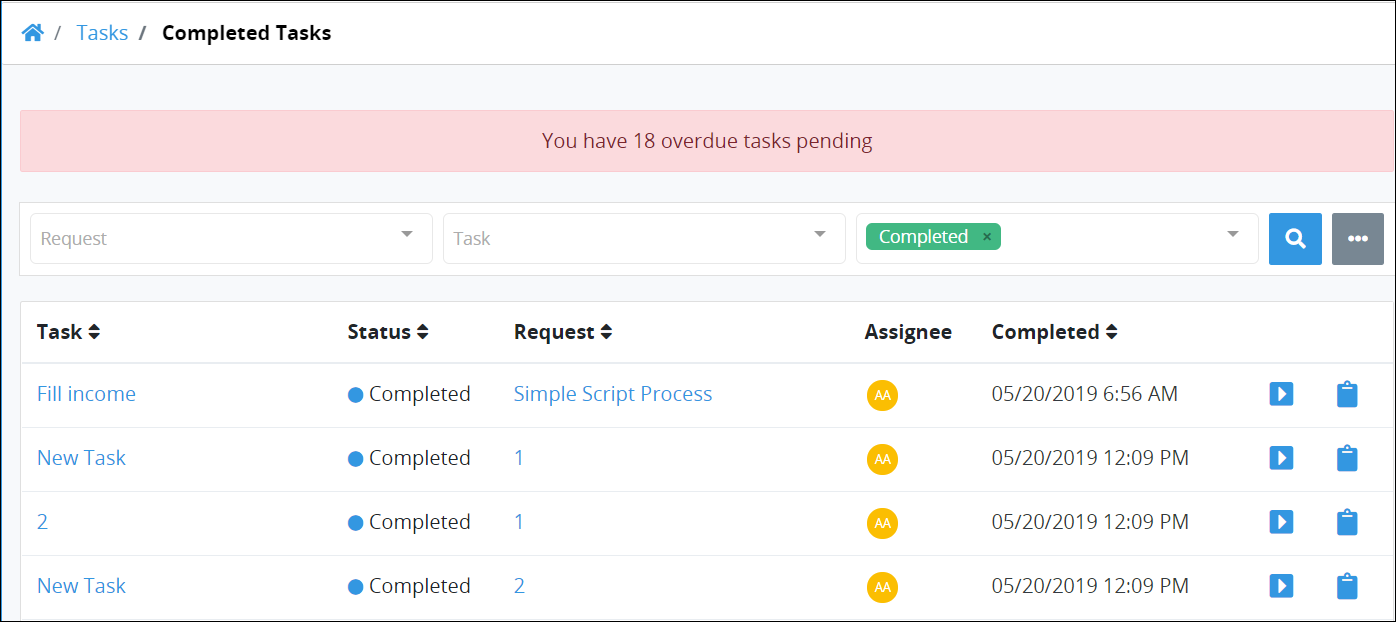 / Tasks / Completed Tasks
You have 18 overdue tasks pending
Request Task Completed ×
Task Status Request Assignee Completed
Fill income Completed Simple Script Process AA 05/20/2019 6:56 AM
New Task Completed 1 AA 05/20/2019 12:09 PM
2 Completed 1 AA 05/20/2019 12:09 PM
New Task Completed 2 AA 05/20/2019 12:09 PM